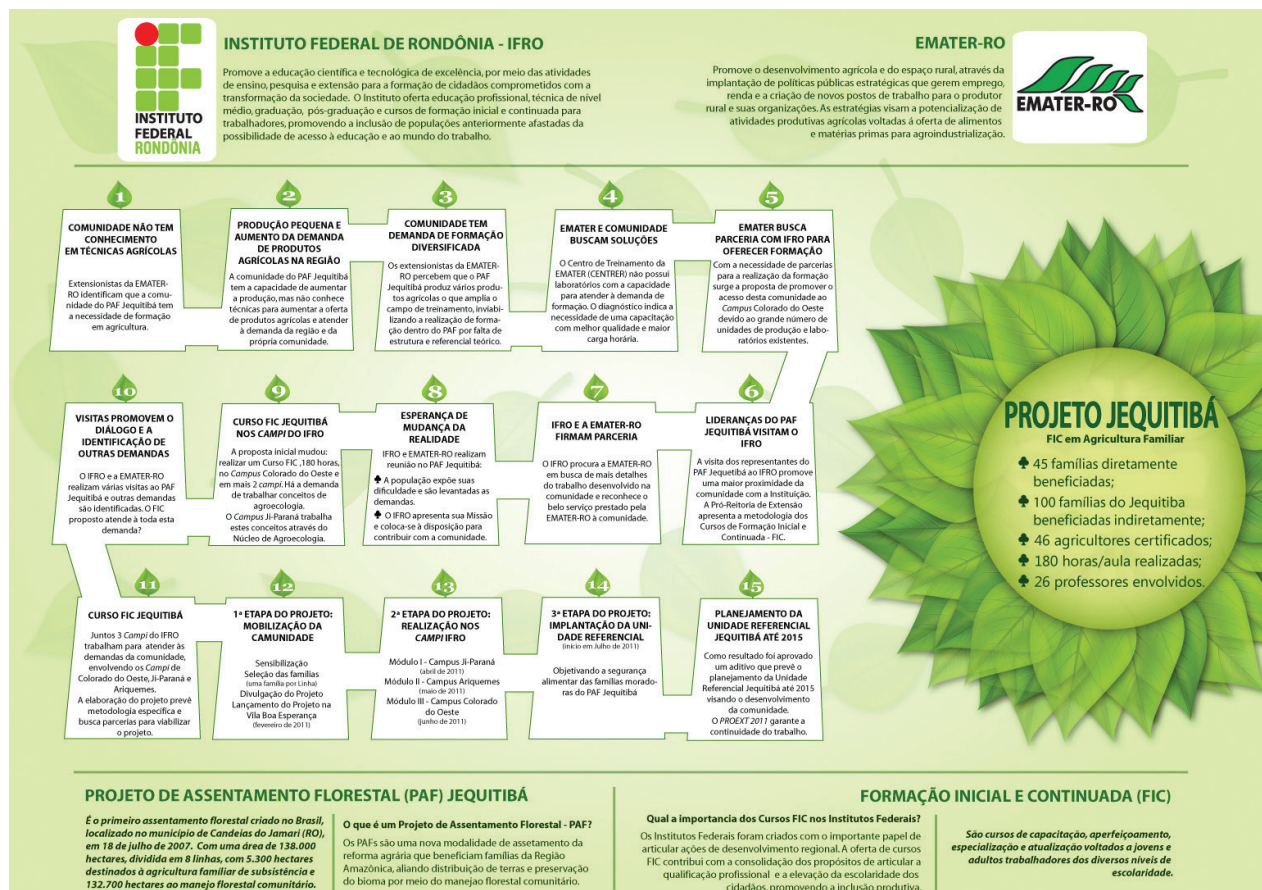 INSTITUTO FEDERAL DE RONDÔNIA - IFRO
Promove a educação científica e tecnológica de excelência, por meio das atividades
de ensino, pesquisa e extensão para a formação de cidadãos comprometidos com a
transformação da sociedade. O Instituto oferta educação profissional, técnica de nível
médio, graduação, pós-graduação e cursos de formação inicial e continuada para
trabalhadores, promovendo a inclusão de populações anteriormente afastadas da
possibilidade de acesso à educação e ao mundo do trabalho.
INSTITUTO
FEDERAL
RONDÔNIA
EMATER-RO
Promove o desenvolvimento agrícola e do espaço rural, através da
implantação de políticas públicas estratégicas que gerem emprego,
renda e a criação de novos postos de trabalho para o produtor
rural e suas organizações. As estratégias visam a potencialização de
atividades produtivas agrícolas voltadas á oferta de alimentos
e matérias primas para agroindustrialização.
EMATER-RO
1
COMUNIDADE NÃO TEM
CONHECIMENTO
EM TÉCNICAS AGRÍCOLAS
Extensionistas da EMATER-
RO identificam que a comu-
nidade do PAF Jequitibá tem
a necessidade de formação
em agricultura.
2
PRODUÇÃO PEQUENA E
AUMENTO DA DEMANDA
DE PRODUTOS
AGRÍCOLAS NA REGIÃO
A comunidade do PAF Jequitibá
tem a capacidade de aumentar
a produção, mas não conhece
técnicas para aumentar a oferta
de produtos agrícolas e atender
à demanda da região e da
própria comunidade.
3
COMUNIDADE TEM
DEMANDA DE FORMAÇÃO
DIVERSIFICADA
Os extensionistas da EMATER-
RO percebem que o PAF
Jequitibá produz vários produ-
tos agrícolas o que amplía o
campo de treinamento, inviabi-
lizando a realização de forma-
ção dentro do PAF por falta de
estrutura e referencial teórico.
4
EMATER E COMUNIDADE
BUSCAM SOLUÇÕES
O Centro de Treinamento da
EMATER (CENTRER) não possui
laboratórios com a capacidade
para atender à demanda de
formação. O diagnóstico indica a
necessidade de uma capacitação
com melhor qualidade e maior
carga horária.
5
EMATER BUSCA
PARCERIA COM IFRO PARA
OFERECER FORMAÇÃO
Com a necessidade de parcerias
para a realização da formação
surge a proposta de promover o
acesso desta comunidade ao
Campus Colorado do Oeste
devido ao grande número de
unidades de produção e labo-
ratórios existentes.
6
LIDERANÇAS DO PAF
JEQUITIBÁ VISITAM O
IFRO
A visita dos representantes do
PAF Jequetibá ao IFRO promove
uma maior proximidade da
comunidade com a Instituição.
A Pró-Reitoria de Extensão
apresenta a metodologia dos
Cursos de Formação Inicial e
Continuada - FIC.
7
IFRO E A EMATER-RO
FIRMAM PARCERIA
O IFRO procura a EMATER-RO
em busca de mais detalhes
do trabalho desenvolvido na
comunidade e reconhece o
belo serviço prestado pela
EMATER-RO à comunidade.
8
ESPERANÇA DE
MUDANÇA DA
REALIDADE
IFRO e EMATER-RO realizam
reunião no PAF Jequitibá:
♣ A população expõe suas
dificuldade e são levantadas as
demandas.
♣ O IFRO apresenta sua Missão
e coloca-se à disposição para
contribuir com a comunidade.
9
CURSO FIC JEQUITIBÁ
NOS CAMPI DO IFRO
A proposta inicial mudou:
realizar um Curso FIC ,180 horas,
no Campus Colorado do Oeste e
em mais 2 campi. Há a demanda
de trabalhar conceitos de
agroecologia.
O Campus Ji-Paraná trabalha
estes conceitos através do
Núcleo de Agroecologia.
10
VISITAS PROMOVEM O
DIÁLOGO E A
IDENTIFICAÇÃO DE
OUTRAS DEMANDAS
O IFRO e a EMATER-RO
realizam várias visitas ao PAF
Jequitibá e outras demandas
são identificadas. O FIC
proposto atende à toda esta
demanda?
11
CURSO FIC JEQUITIBÁ
Juntos 3 Campi do IFRO
trabalham para atender às
demandas da comunidade,
envolvendo os Campi de
Colorado do Oeste, Ji-Paraná e
Ariquemes.
A elaboração do projeto prevê
metodologia específica e
busca parcerias para viabilizar
o projeto.
12
1ª ETAPA DO PROJETO:
MOBILIZAÇÃO DA
CAMUNIDADE
Sensibilização
Seleção das famílias
(uma família por Linha)
Divulgação do Projeto
Lançamento do Projeto na
Vila Boa Esperança
(fevereiro de 2011)
13
2ª ETAPA DO PROJETO:
REALIZAÇÃO NOS
CAMPI IFRO
Módulo I - Campus Ji-Paraná
(abril de 2011)
Módulo II - Campus Ariquemes
(maio de 2011)
Módulo III - Campus Colorado
do Oeste
(junho de 2011)
14
3ª ETAPA DO PROJETO:
IMPLANTAÇÃO DA UNI-
DADE REFERENCIAL
(início em Julho de 2011)
Objetivando a segurança
alimentar das famílias morado-
ras do PAF Jequitibá
15
PLANEJAMENTO DA
UNIDADE REFERENCIAL
JEQUITIBÁ ATÉ 2015
Como resultado foi aprovado
um aditivo que prevê o
planejamento da Unidade
Referencial Jequitibá até 2015
visando o desenvolvimento
da comunidade.
O PROEXT 2011 garante a
continuidade do trabalho.
PROJETO JEQUITIBÁ
FIC em Agricultura Familiar
♣ 45 famílias diretamente
beneficiadas;
♣ 100 famílias do Jequitiba
beneficiadas indiretamente;
♣ 46 agricultores certificados;
♣ 180 horas/aula realizadas;
♣ 26 professores envolvidos.
PROJETO DE ASSENTAMENTO FLORESTAL (PAF) JEQUITIBÁ
É o primeiro assentamento florestal criado no Brasil,
localizado no município de Candeias do Jamari (RO),
em 18 de julho de 2007. Com uma área de 138.000
hectares, dividida em 8 linhas, com 5.300 hectares
destinados à agricultura familiar de subsistência e
132.700 hectares ao manejo florestal comunitário.
O que é um Projeto de Assentamento Florestal - PAF?
Os PAFs são uma nova modalidade de assetamento da
reforma agrária que beneficiam famílias da Região
Amazônica, aliando distribuição de terras e preservação
do bioma por meio do manejao florestal comunitário.
FORMAÇÃO INICIAL E CONTINUADA (FIC)
Qual a importancia dos Cursos FIC nos Institutos Federais?
Os Institutos Federais foram criados com o importante papel de
articular ações de desenvolvimento regional. A oferta de cursos
FIC contribui com a consolidação dos propósitos de articular a
qualificação profissional e a elevação da escolaridade dos
cidadãos, promovendo a inclusão produtiva.
São cursos de capacitação, aperfeiçoamento,
especialização e atualização voltados a jovens e
adultos trabalhadores dos diversos níveis de
escolaridade.